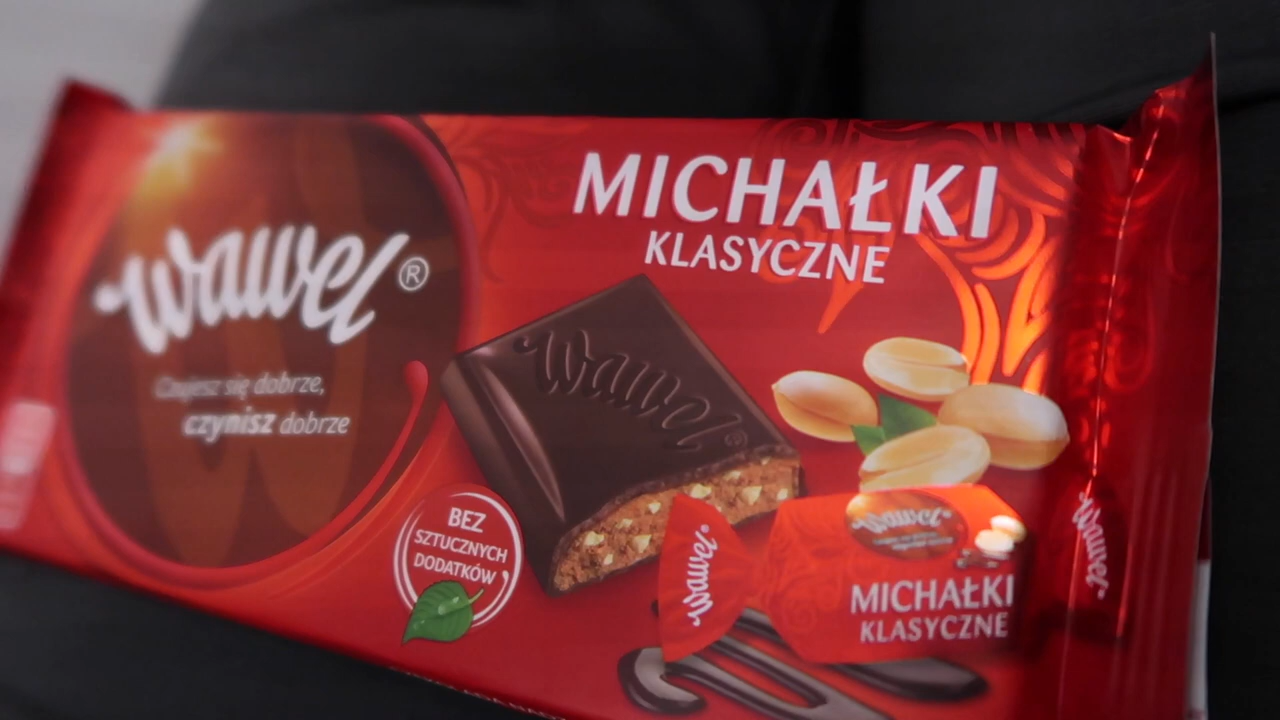 wawel®
Czujesz się dobrze,
czynisz dobrze
MICHAŁKI
KLASYCZNE
wawel®
BEZ
SZTUCZNYCH
DODATKÓW
wawel
wawel
MICHAŁKI
KLASYCZNE
wawel